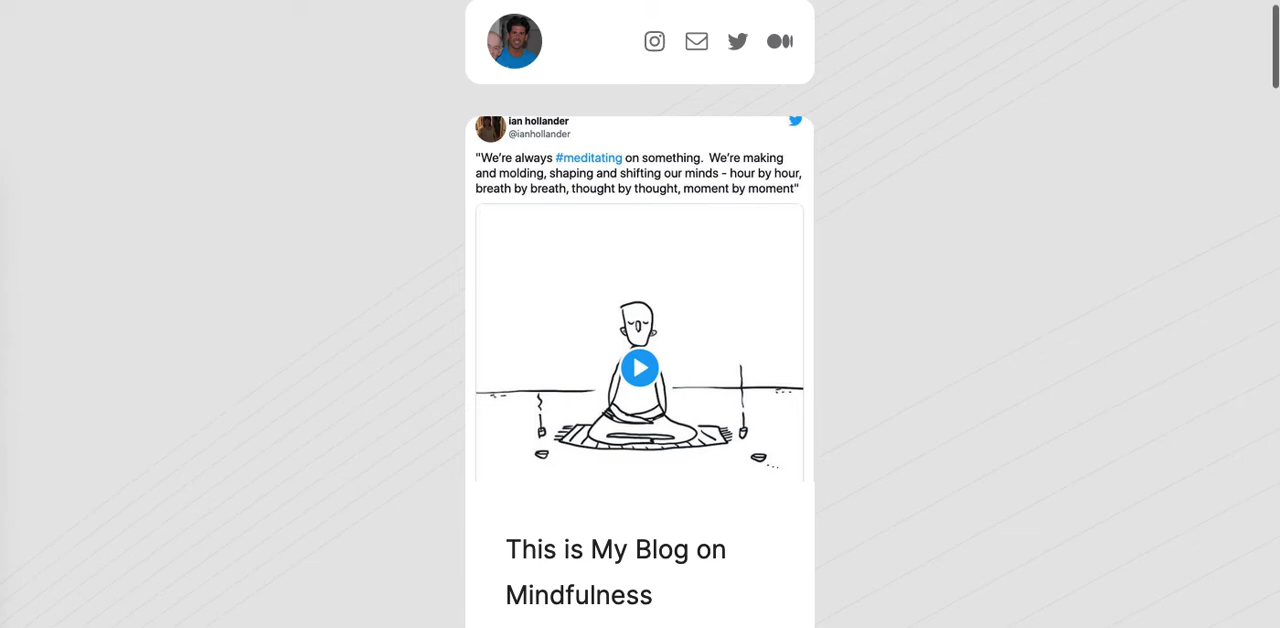 ian hollander
@ianhollander
"We're always #meditating on something. We're making
and molding, shaping and shifting our minds - hour by hour,
breath by breath, thought by thought, moment by moment"
This is My Blog on
Mindfulness